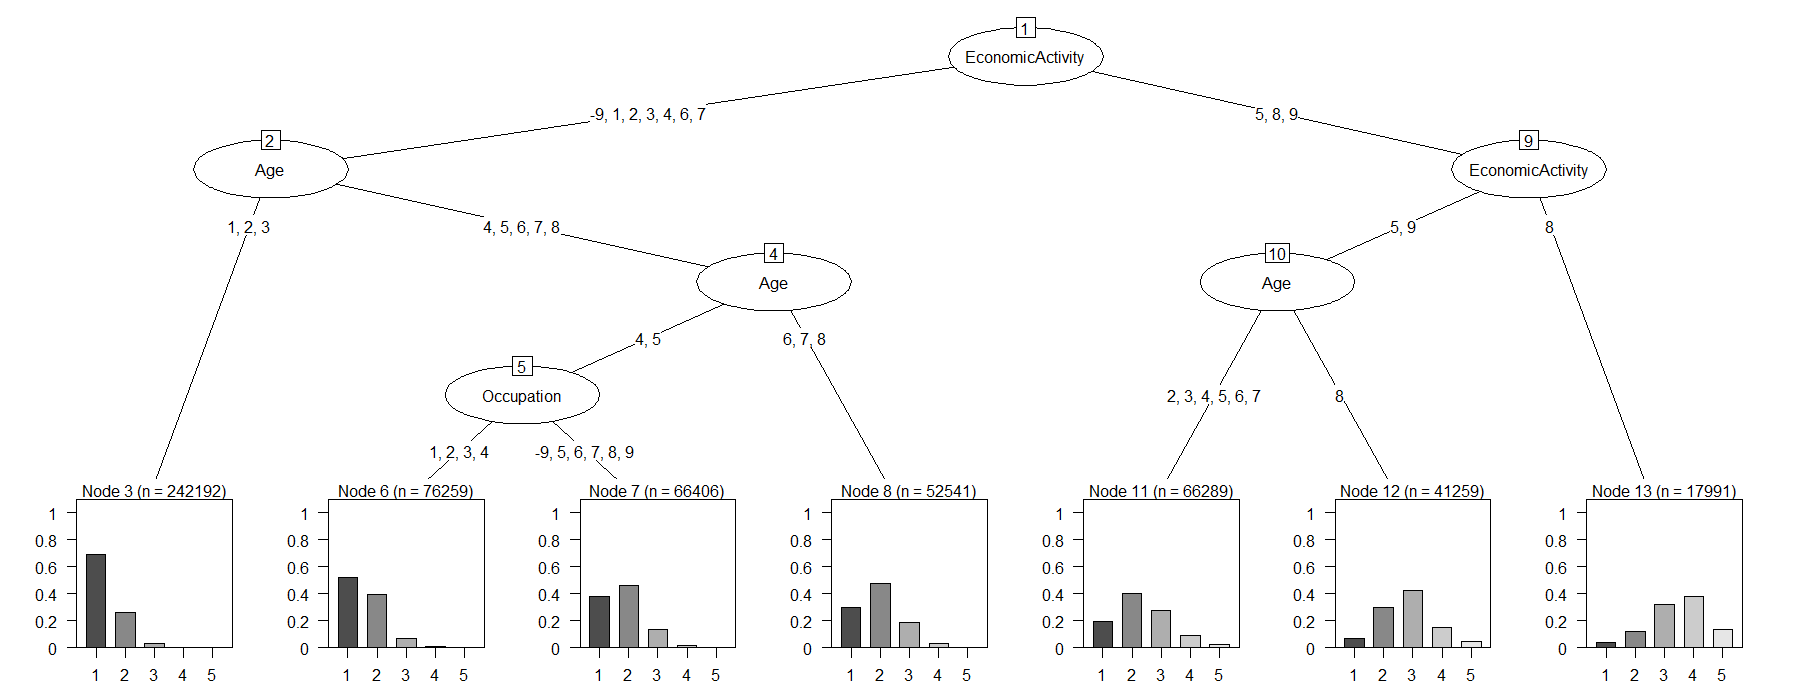 1
EconomicActivity
-9, 1, 2, 3, 4, 6, 7
5, 8, 9
2
Age
9
EconomicActivity
1, 2, 3
4, 5, 6, 7, 8
5, 9
8
4
Age
10
Age
4, 5
6, 7, 8
5
Occupation
2, 3, 4, 5, 6, 7
8
1, 2, 3, 4
-9, 5, 6, 7, 8, 9
Node 3 (n = 242192)
1
0.8
0.6
0.4
0.2
0
1 2 3 4 5
Node 6 (n = 76259)
1
0.8
0.6
0.4
0.2
0
1 2 3 4 5
Node 7 (n = 66406)
1
0.8
0.6
0.4
0.2
0
1 2 3 4 5
Node 8 (n = 52541)
1
0.8
0.6
0.4
0.2
0
1 2 3 4 5
Node 11 (n = 66289)
1
0.8
0.6
0.4
0.2
0
1 2 3 4 5
Node 12 (n = 41259)
1
0.8
0.6
0.4
0.2
0
1 2 3 4 5
Node 13 (n = 17991)
1
0.8
0.6
0.4
0.2
0
1 2 3 4 5